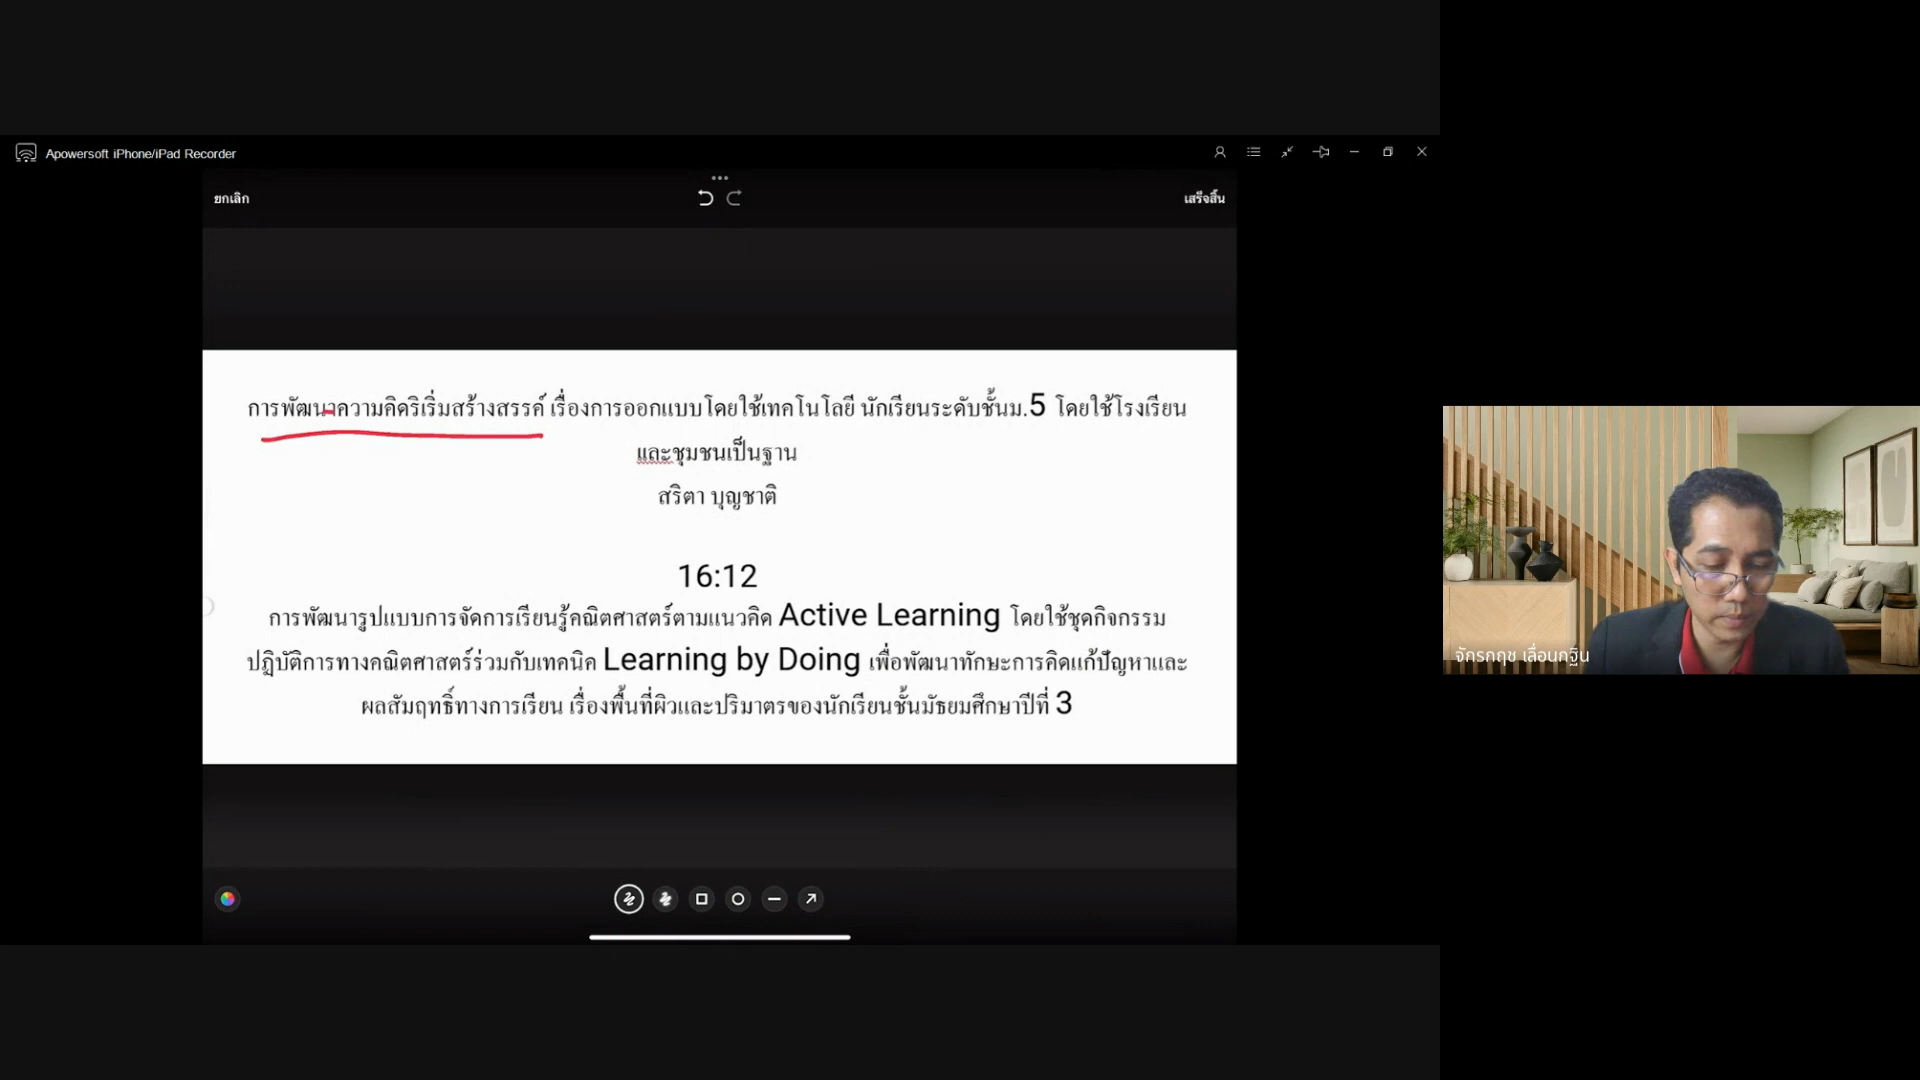 Apowersoft iPhone/iPad Recorder
ยกเลิก
เสร็จสิ้น
การพัฒนาความคิดริเริ่มสร้างสรรค์ เรื่องการออกแบบโดยใช้เทคโนโลยี นักเรียนระดับชั้นม.5 โดยใช้โรงเรียน
และชุมชนเป็นฐาน
สริตา บุญชาติ
16:12
การพัฒนารูปแบบการจัดการเรียนรู้คณิตศาสตร์ตามแนวคิด Active Learning โดยใช้ชุดกิจกรรม
ปฏิบัติการทางคณิตศาสตร์ร่วมกับเทคนิค Learning by Doing เพื่อพัฒนาทักษะการคิดแก้ปัญหาและ
ผลสัมฤทธิ์ทางการเรียน เรื่องพื้นที่ผิวและปริมาตรของนักเรียนชั้นมัธยมศึกษาปีที่ 3
จักรกฤช เลื่อนกฐิน